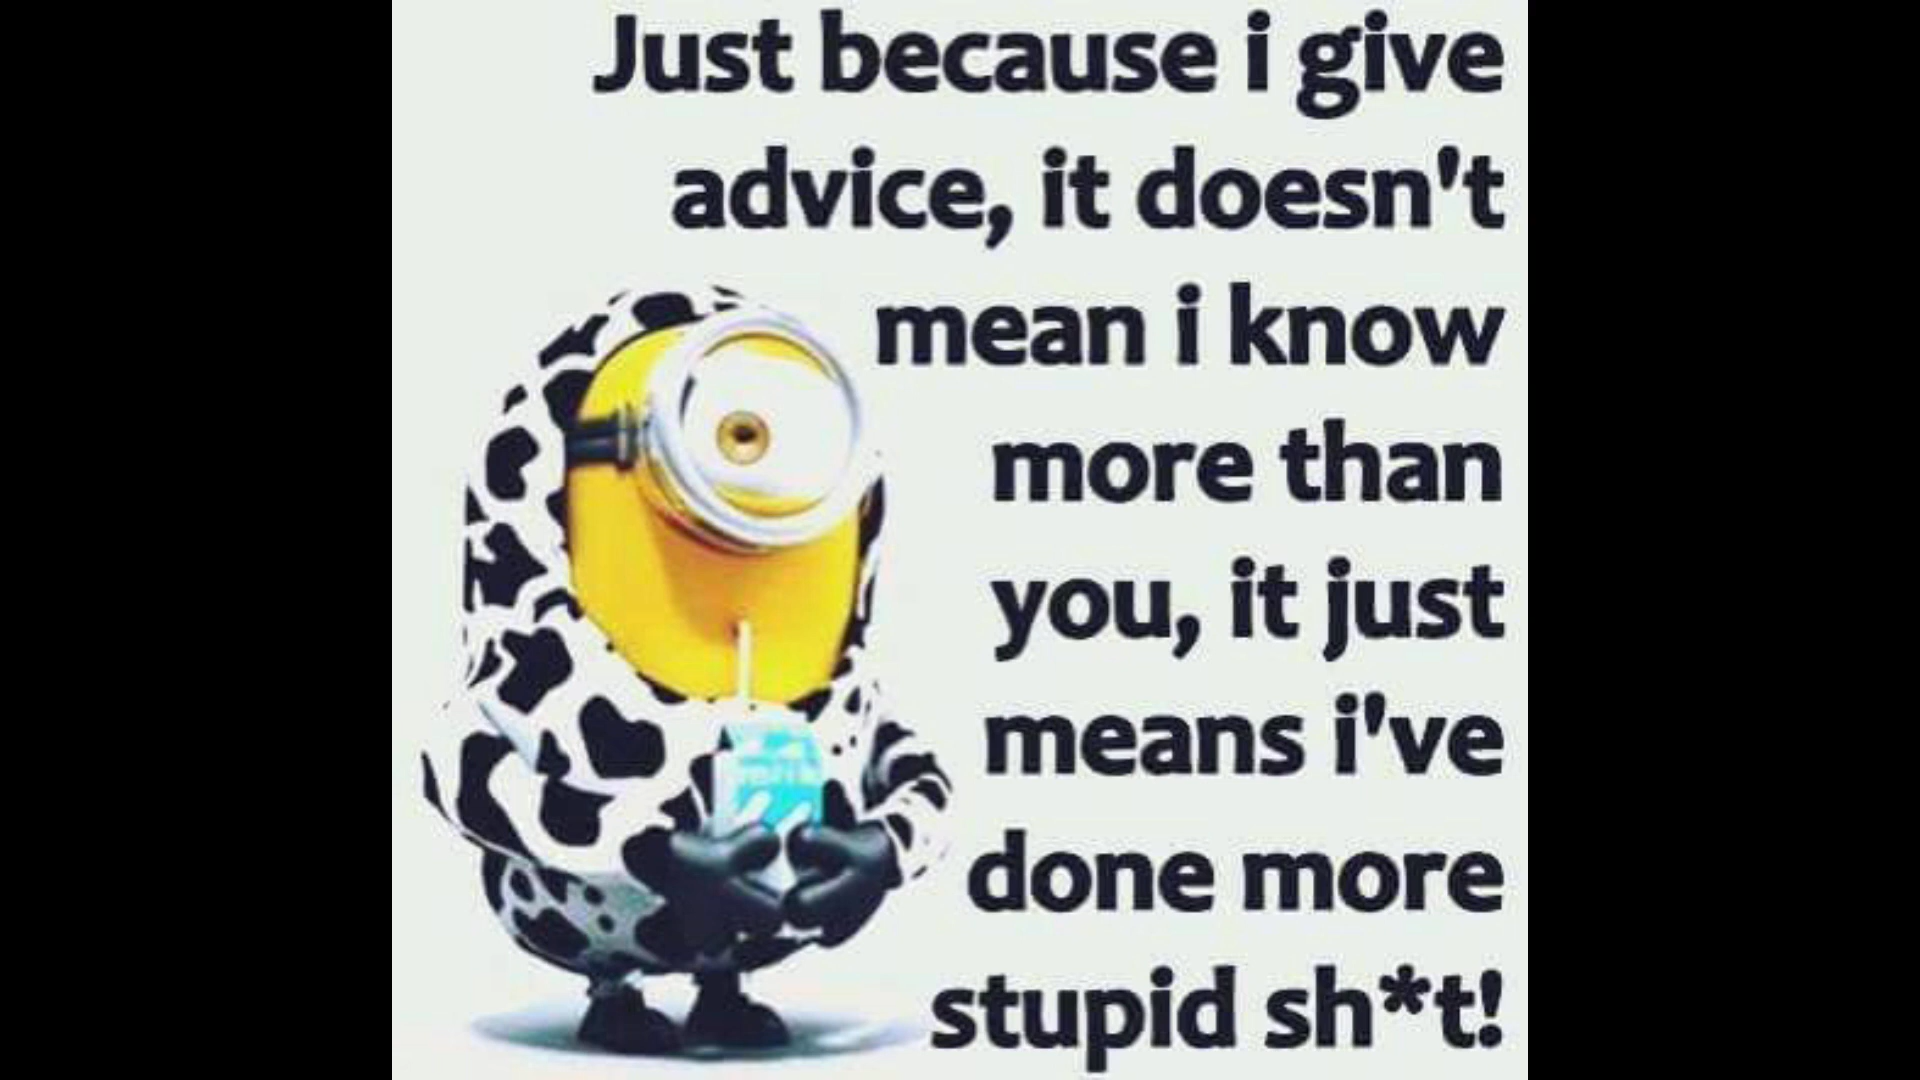 Just because i give
advice, it doesn't
mean i know
more than
you, it just
means i've
done more
stupid sh*t!